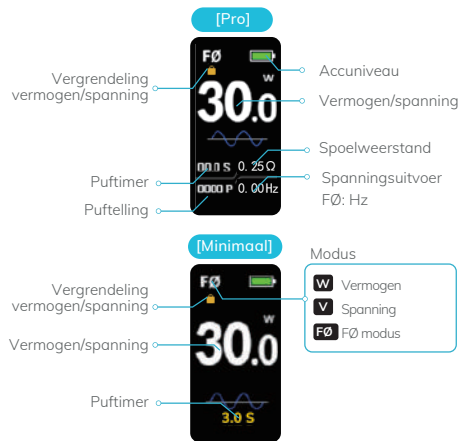 [Pro]
FØ
W
30.0
00.0 S 0.25Ω
0000 P 0.00Hz
Vergrendeling
vermogen/spanning
Puftimer
Puftelling
Accuniveau
Vermogen/spanning
Spoelweerstand
Spanningsuitvoer
FØ: Hz
[Minimaal]
FØ
W
30.0
3.0 S
Vergrendeling
vermogen/spanning
Vermogen/spanning
Puftimer
Modus
W Vermogen
V Spanning
FØ FØ modus